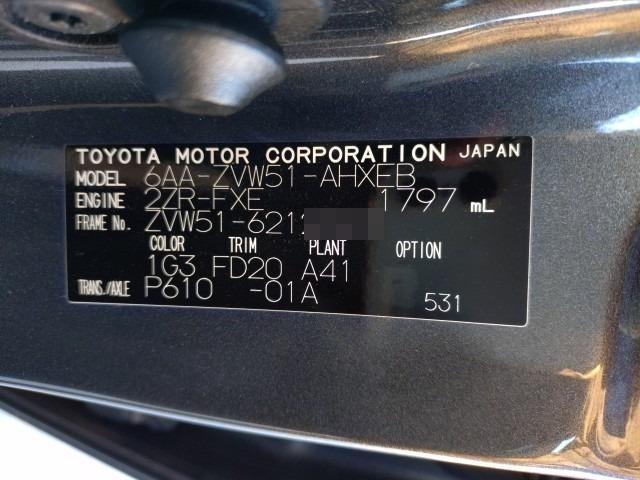 TOYOTA MOTOR CORPORATION JAPAN
MODEL 6AA-ZVW51-AHXEB
ENGINE 2ZR-FXE 1797 mL
FRAME No. ZVW51-6212
COLOR TRIM PLANT OPTION
1G3 FD20 A41
TRANS./AXLE P610 -01A 531